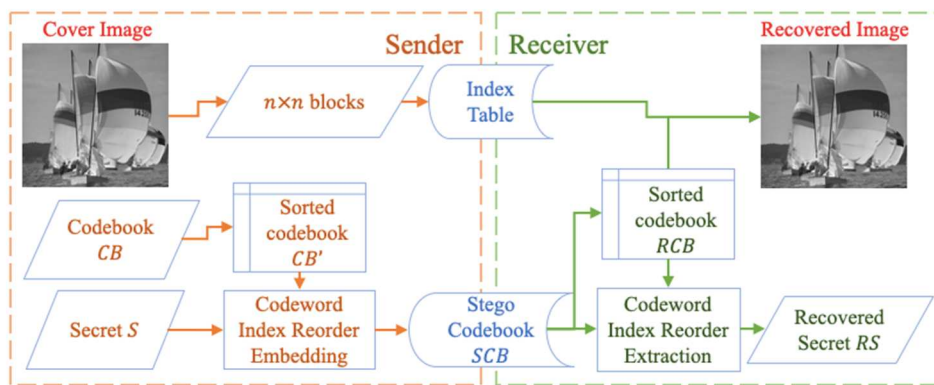 Cover Image
Sender
Receiver
Recovered Image
n×n blocks
Index
Table
Codebook
CB
Sorted
codebook
CB'
Sorted
codebook
RCB
Secret S
Codeword
Index Reorder
Embedding
Stego
Codebook
SCB
Codeword
Index Reorder
Extraction
Recovered
Secret RS